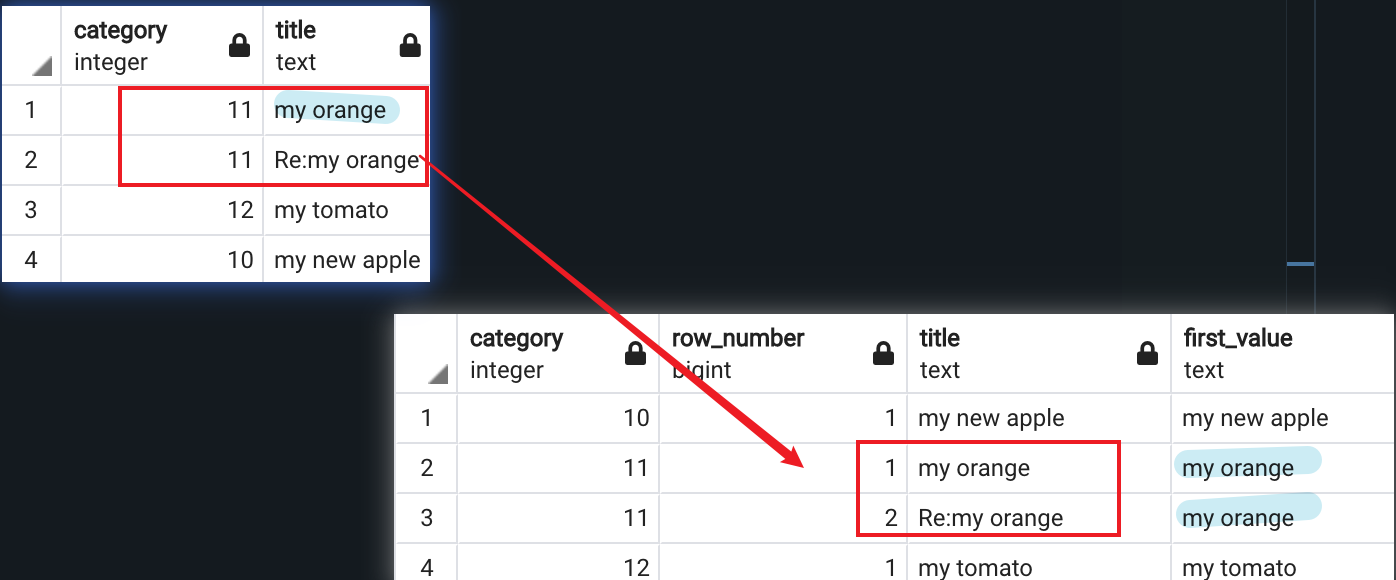 category title
integer text
1 11 my orange
2 11 Re:my orange
3 12 my tomato
4 10 my new apple
category row_number title first_value
integer bigint text text
1 10 1 my new apple my new apple
2 11 1 my orange my orange
3 11 2 Re:my orange my orange
4 12 1 my tomato my tomato